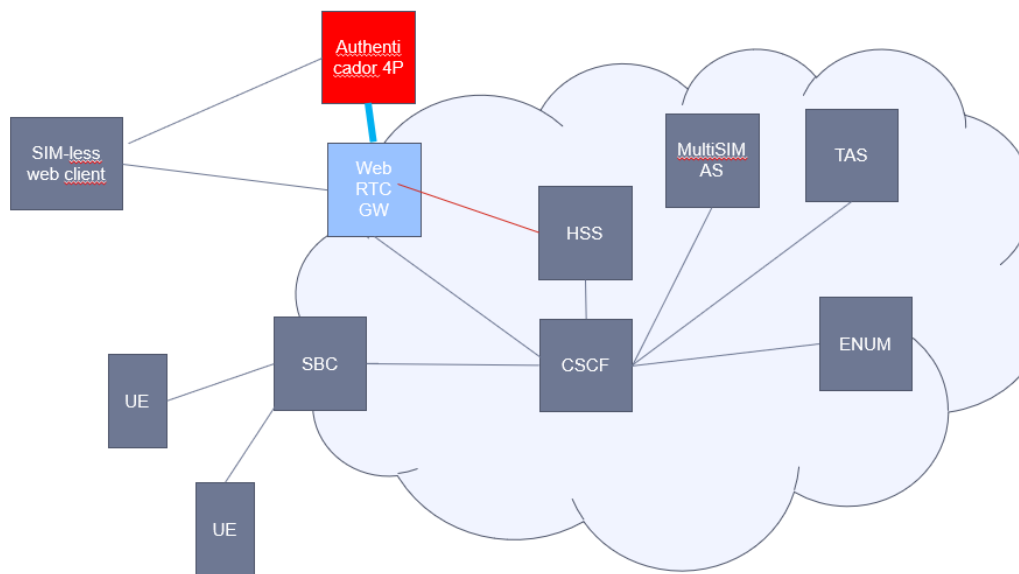 Authenti
cador 4P
SIM-less
web client
Web
RTC
GW
MultiSIM
AS
TAS
HSS
SBC
CSCF
ENUM
UE
UE